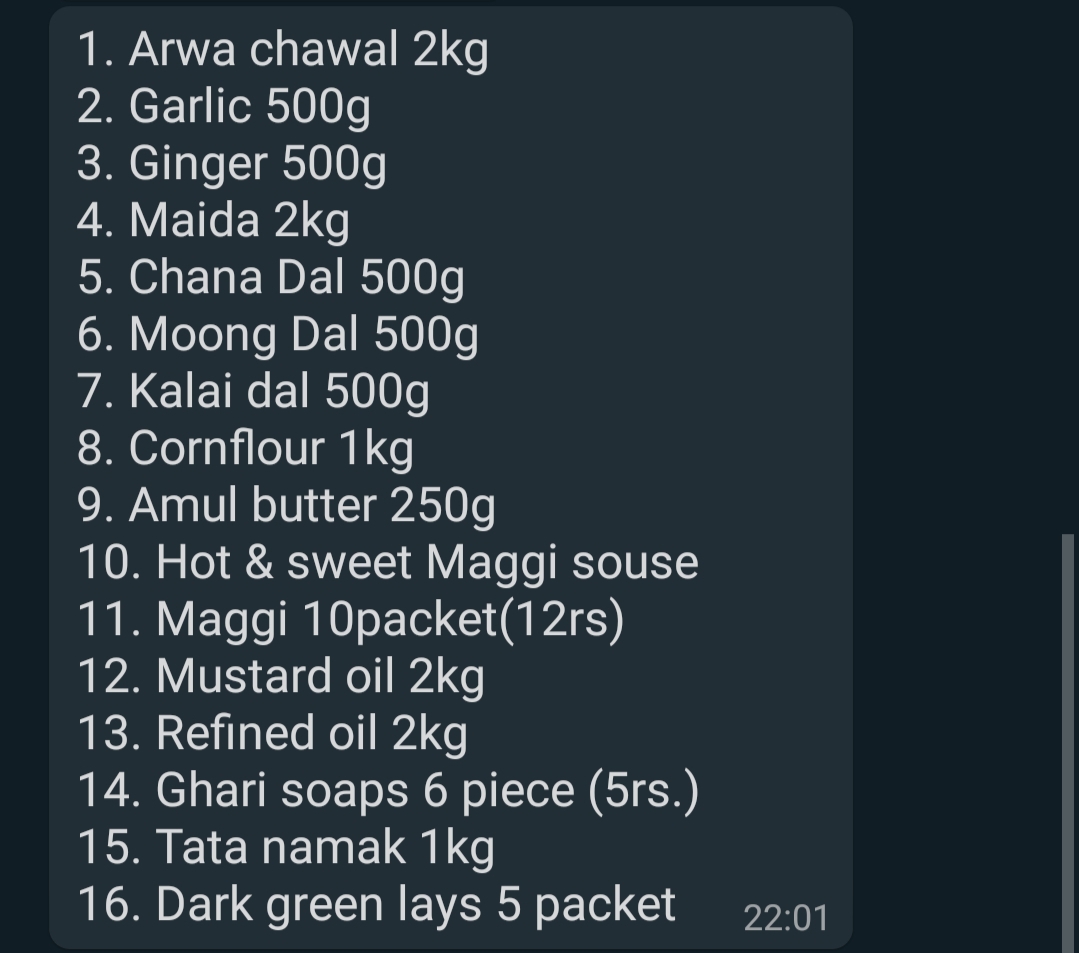 1. Arwa chawal 2kg
2. Garlic 500g
3. Ginger 500g
4. Maida 2kg
5. Chana Dal 500g
6. Moong Dal 500g
7. Kalai dal 500g
8. Cornflour 1kg
9. Amul butter 250g
10. Hot & sweet Maggi souse
11. Maggi 10packet(12rs)
12. Mustard oil 2kg
13. Refined oil 2kg
14. Ghari soaps 6 piece (5rs.)
15. Tata namak 1kg
16. Dark green lays 5 packet
22:01